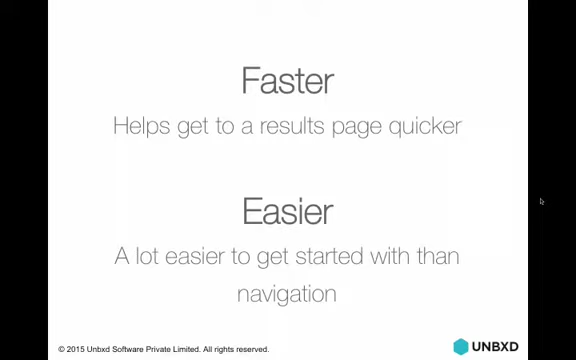 Faster
Helps get to a results page quicker
Easier
A lot easier to get started with than
navigation
© 2015 Unbxd Software Private Limited. All rights reserved.
UNBXD